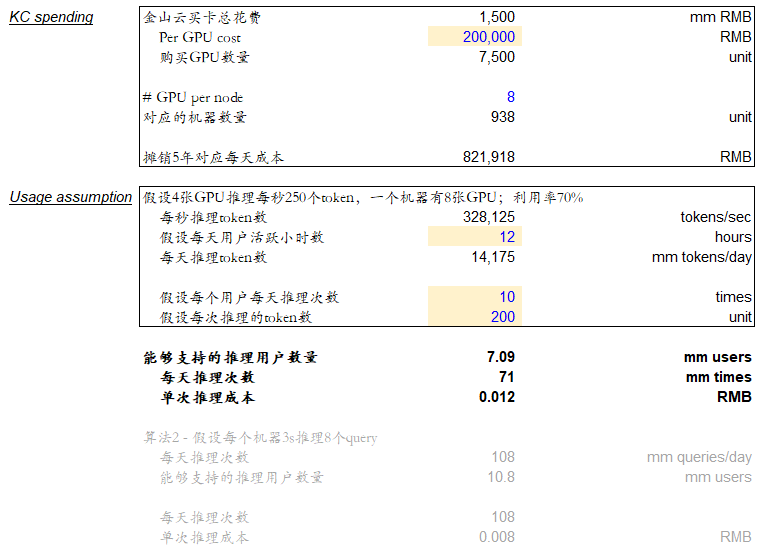 KC spending 金山云买卡总花费 1,500 mm RMB
Per GPU cost 200,000 RMB
购买GPU数量 7,500 unit
# GPU per node 8
对应的机器数量 938 unit
摊销5年对应每天成本 821,918 RMB
Usage assumption 假设4张GPU推理每秒250个token，一个机器有8张GPU；利用率70%
每秒推理token数 328,125 tokens/sec
假设每天用户活跃小时数 12 hours
每天推理token数 14,175 mm tokens/day
假设每个用户每天推理次数 10 times
假设每次推理的token数 200 unit
能够支持的推理用户数量 7.09 mm users
每天推理次数 71 mm times
单次推理成本 0.012 RMB
算法2 - 假设每个机器3s推理8个query
每天推理次数 108 mm queries/day
能够支持的推理用户数量 10.8 mm users
每天推理次数 108
单次推理成本 0.008 RMB